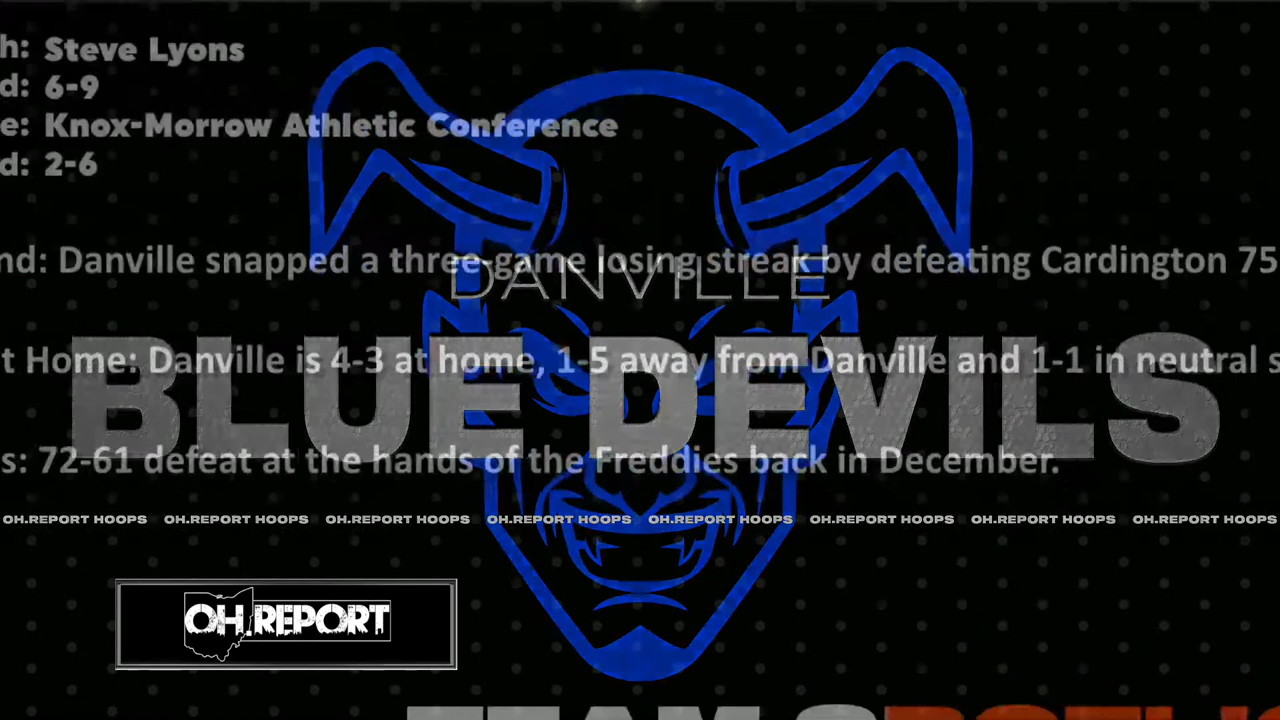 h: Steve Lyons
d: 6-9
e: Knox-Morrow Athletic Conference
d: 2-6
nd: Danville snapped a three-game losing streak by defeating Cardington 75
DANVILLE
t Home: Danville is 4-3 at home, 1-5 away from Danville and 1-1 in neutral s
BLUE DEVILS
s: 72-61 defeat at the hands of the Freddies back in December.
OH.REPORT HOOPS OH.REPORT HOOPS OH.REPORT HOOPS OH.REPORT HOOPS OH.REPORT HOOPS OH.REPORT HOOPS OH.REPORT HOOPS OH.REPORT HOOPS
OH.REPORT